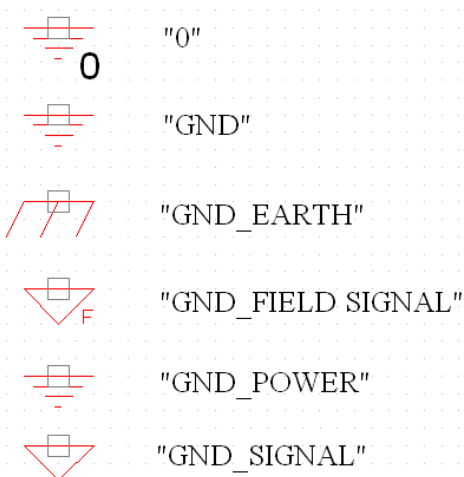 "0"
0
"GND"
"GND_EARTH"
"GND_FIELD SIGNAL"
F
"GND_POWER"
"GND_SIGNAL"